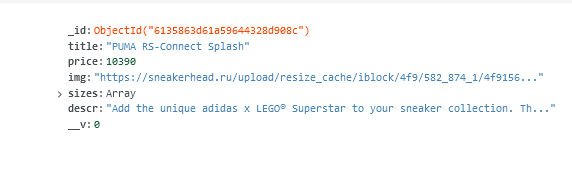 _id: ObjectId("6135863d61a59644328d908c")
title: "PUMA RS-Connect Splash"
price: 10390
img: "https://sneakerhead.ru/upload/resize_cache/iblock/4f9/582_874_1/4f9156..."
> sizes: Array
descr: "Add the unique adidas x LEGO® Superstar to your sneaker collection. Th..."
__v: 0